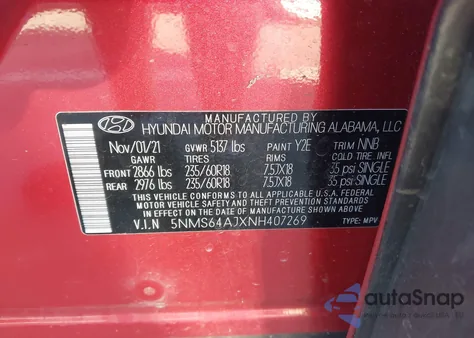 MANUFACTURED BY
HYUNDAI MOTOR MANUFACTURING ALABAMA, LLC
Nov/01/21 GVWR 5137 lbs PAINT Y2E TRIM NNB
GAWR TIRES RIMS COLD TIRE INFL
FRONT 2866 lbs 235/60R18 7.5JX18 35 psi SINGLE
REAR 2976 lbs 235/60R18 7.5JX18 35 psi SINGLE
THIS VEHICLE CONFORMS TO ALL APPLICABLE U.S. FEDERAL
MOTOR VEHICLE SAFETY AND THEFT PREVENTION STANDARDS
IN EFFECT ON THE DATE OF MANUFACTURE SHOWN ABOVE.
V.I.N 5NMS64AJXNH407269 TYPE: MPV
autoSnap